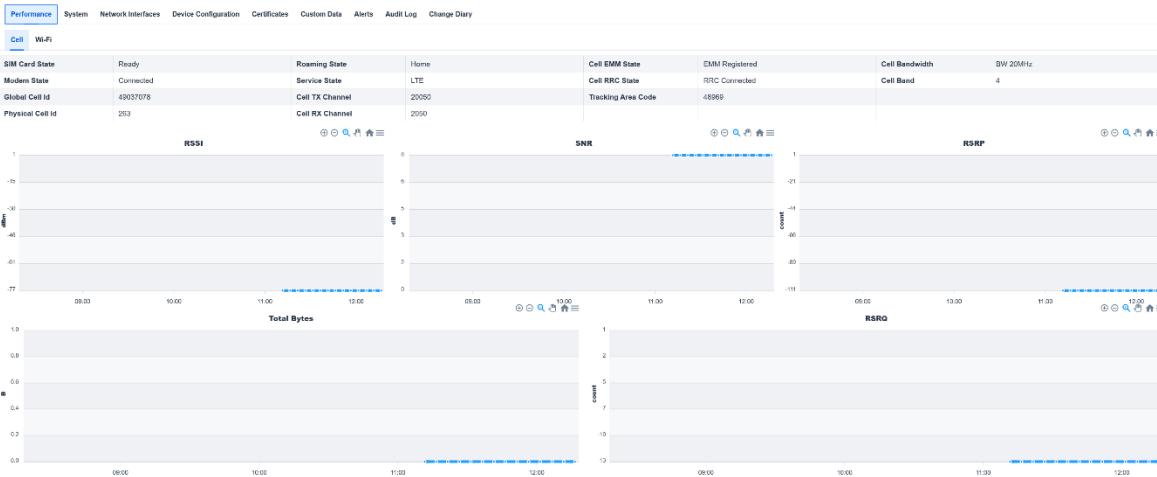 Performance System Network Interfaces Device Configuration Certificates Custom Data Alerts Audit Log Change Diary
Cell Wi-Fi
SIM Card State Ready Roaming State Home Cell EMM State EMM Registered Cell Bandwidth BW 20MHz
Modem State Connected Service State LTE Cell RRC State RRC Connected Cell Band 4
Global Cell Id 49037078 Cell TX Channel 20050 Tracking Area Code 48969
Physical Cell Id 263 Cell RX Channel 2050
RSSI
1
-15
-30
-46
-61
-77
dBm
09:00 10:00 11:00 12:00
SNR
8
6
5
3
2
0
dB
09:00 10:00 11:00 12:00
RSRP
1
-21
-44
-66
-89
-111
count
09:00 10:00 11:00 12:00
Total Bytes
1.0
0.8
0.6
0.4
0.2
0.0
B
09:00 10:00 11:00 12:00
RSRQ
1
2
5
7
-10
13
count
09:00 10:00 11:00 12:00